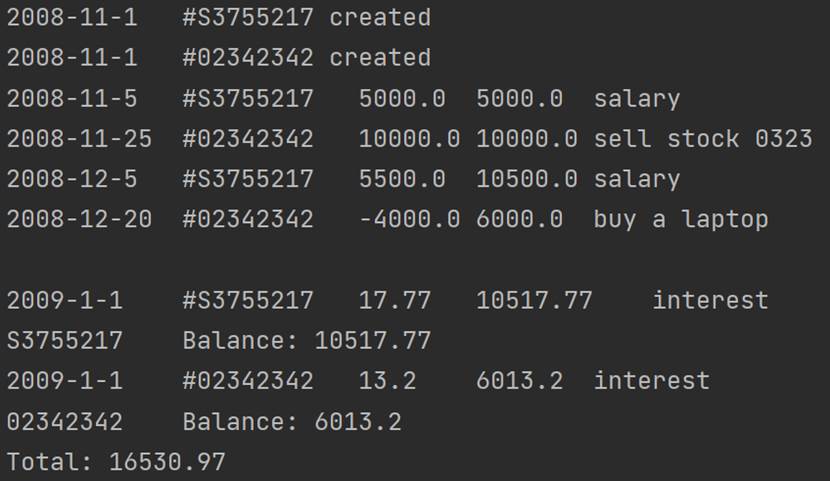 2008-11-1 #S3755217 created
2008-11-1 #02342342 created
2008-11-5 #S3755217 5000.0 5000.0 salary
2008-11-25 #02342342 10000.0 10000.0 sell stock 0323
2008-12-5 #S3755217 5500.0 10500.0 salary
2008-12-20 #02342342 -4000.0 6000.0 buy a laptop
2009-1-1 #S3755217 17.77 10517.77 interest
S3755217 Balance: 10517.77
2009-1-1 #02342342 13.2 6013.2 interest
02342342 Balance: 6013.2
Total: 16530.97